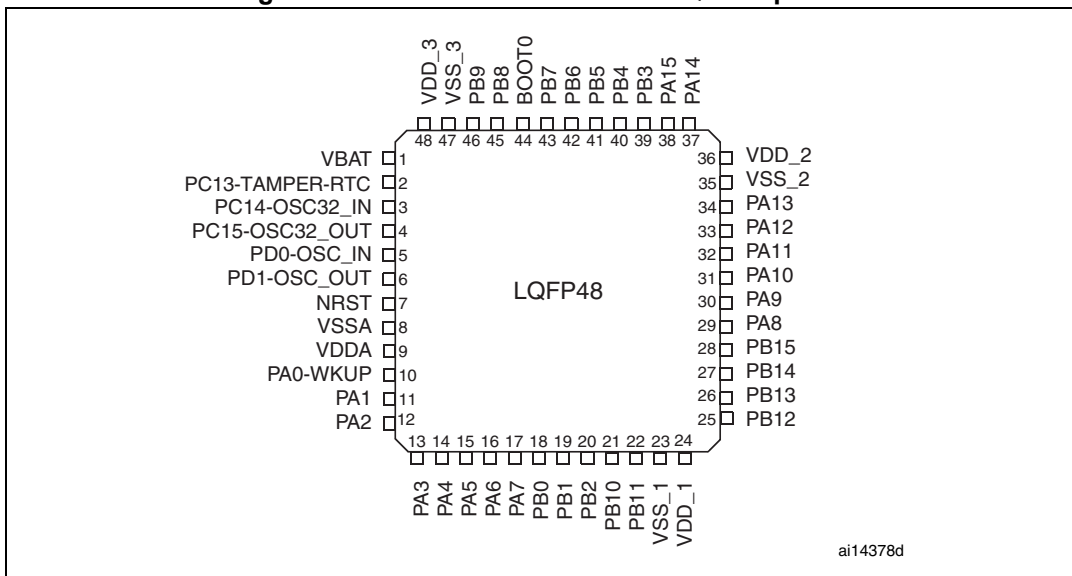 VDD_3
VSS_3
PB9
PB8
BOOT0
PB7
PB6
PB5
PB4
PB3
PA15
PA14
48 47 46 45 44 43 42 41 40 39 38 37
VBAT 1
PC13-TAMPER-RTC 2
PC14-OSC32_IN 3
PC15-OSC32_OUT 4
PD0-OSC_IN 5
PD1-OSC_OUT 6
NRST 7
VSSA 8
VDDA 9
PA0-WKUP 10
PA1 11
PA2 12
LQFP48
36 VDD_2
35 VSS_2
34 PA13
33 PA12
32 PA11
31 PA10
30 PA9
29 PA8
28 PB15
27 PB14
26 PB13
25 PB12
13 14 15 16 17 18 19 20 21 22 23 24
PA3
PA4
PA5
PA6
PA7
PB0
PB1
PB2
PB10
PB11
VSS_1
VDD_1
ai14378d